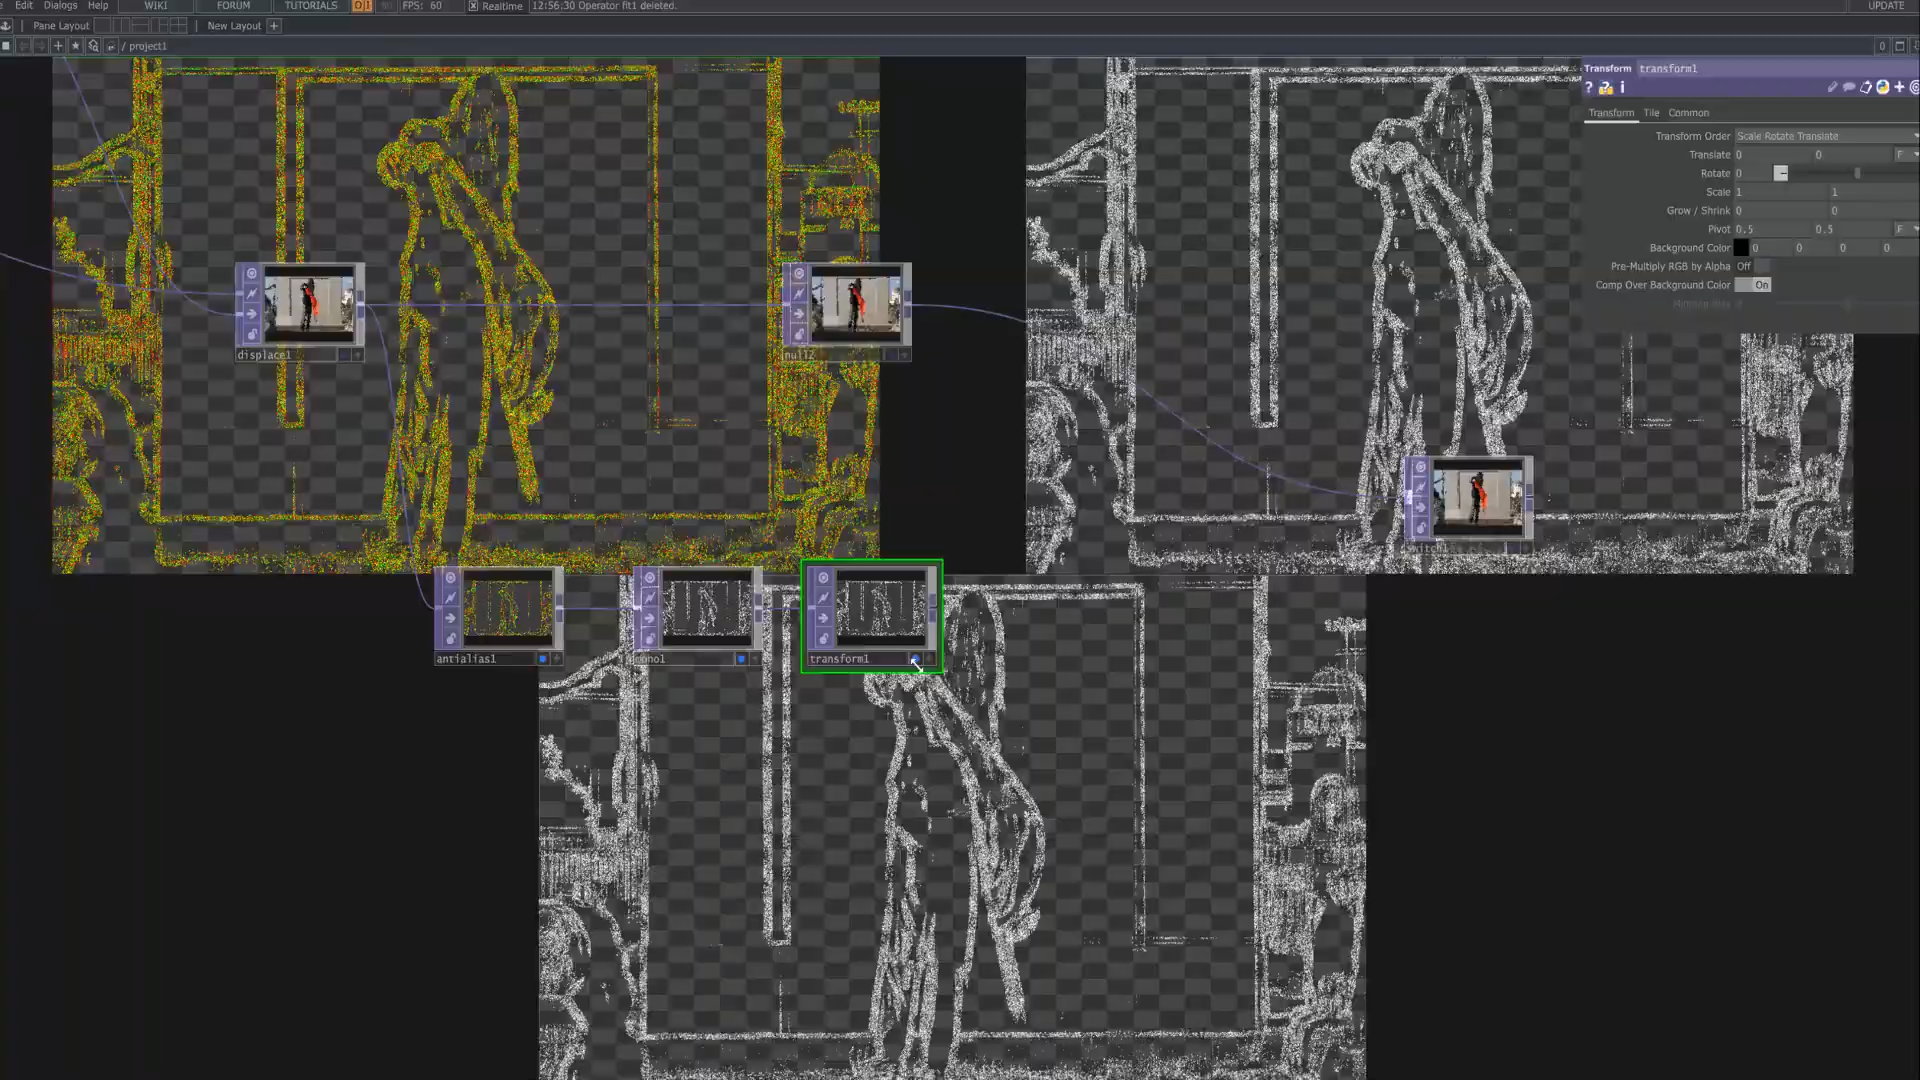 Edit Dialogs Help WIKI FORUM TUTORIALS O|! FPS: 60 Realtime 12:56:30 Operator fit1 deleted. UPDATE
Pane Layout New Layout +
/ project1 0
Transform transform1
? i
Transform Tile Common
Transform Order Scale Rotate Translate
Translate 0 0 F
Rotate 0
Scale 1 1
Grow / Shrink 0 0
Pivot 0.5 0.5 F
Background Color 0 0 0 0
Pre-Multiply RGB by Alpha Off
Comp Over Background Color On
displace1
null2
antialias1
mono1
transform1